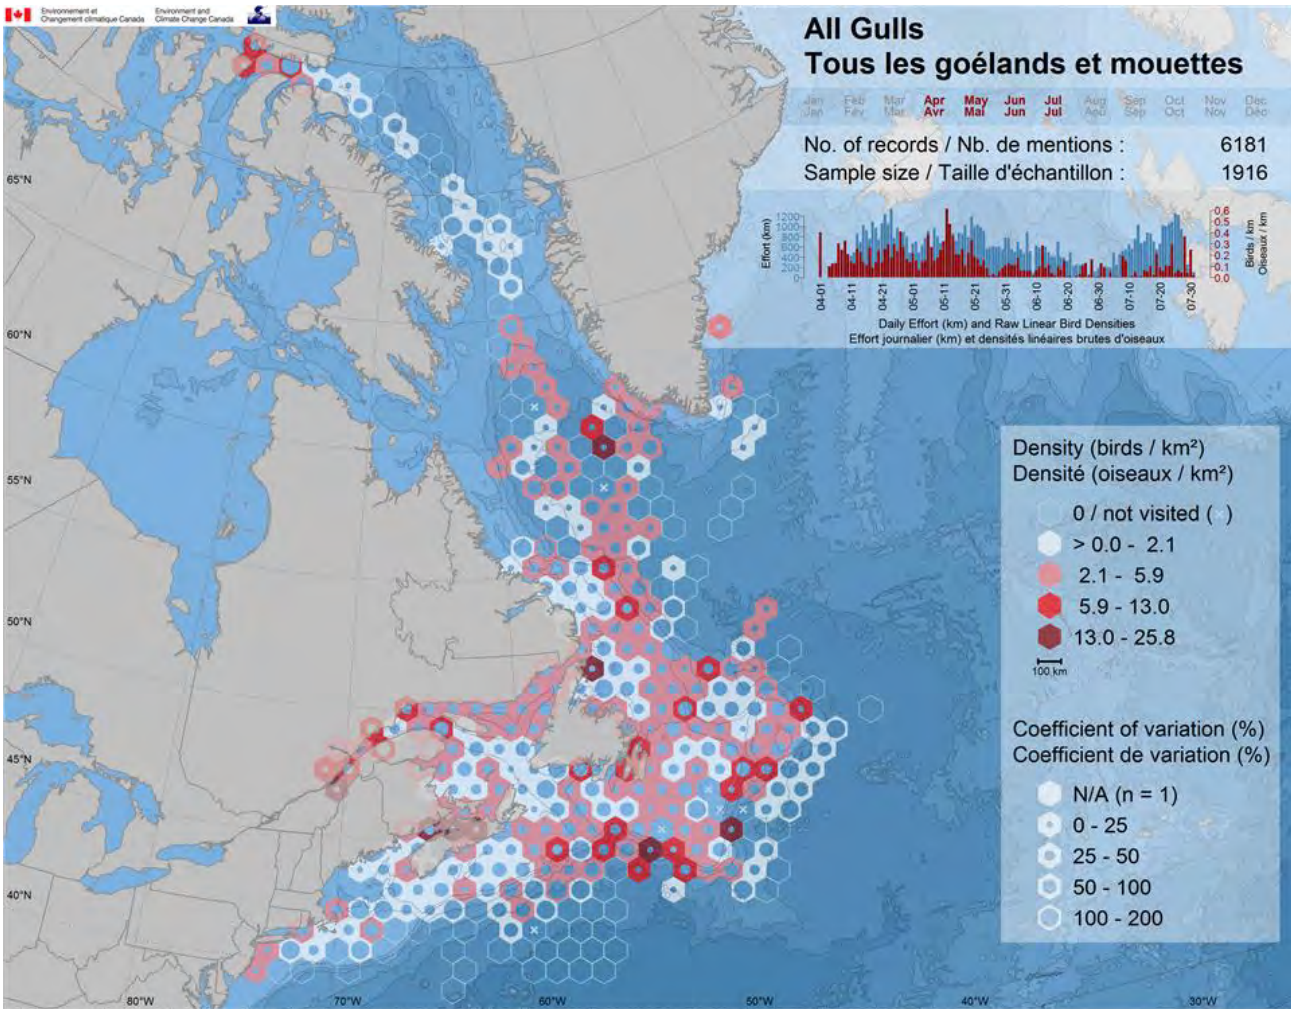 Environnement et
Changement climatique Canada
Environment and
Climate Change Canada
All Gulls
Tous les goélands et mouettes
Jan Feb Mar Apr May Jun Jul Aug Sep Oct Nov Dec
Jan Fév Mar Avr Mai Jun Jul Aoû Sep Oct Nov Déc
No. of records / Nb. de mentions : 6181
Sample size / Taille d'échantillon : 1916
Effort (km)
1200
1000
800
600
400
200
0
0.6
0.5
0.4
0.3
0.2
0.1
0.0
Birds / km
Oiseaux / km
04-01 04-11 04-21 05-01 05-11 05-21 05-31 06-10 06-20 06-30 07-10 07-20 07-30
Daily Effort (km) and Raw Linear Bird Densities
Effort journalier (km) et densités linéaires brutes d'oiseaux
65°N
60°N
55°N
50°N
45°N
40°N
Density (birds / km²)
Densité (oiseaux / km²)
0 / not visited (×)
> 0.0 - 2.1
2.1 - 5.9
5.9 - 13.0
13.0 - 25.8
100 km
Coefficient of variation (%)
Coefficient de variation (%)
N/A (n = 1)
0 - 25
25 - 50
50 - 100
100 - 200
80°W 70°W 60°W 50°W 40°W 30°W